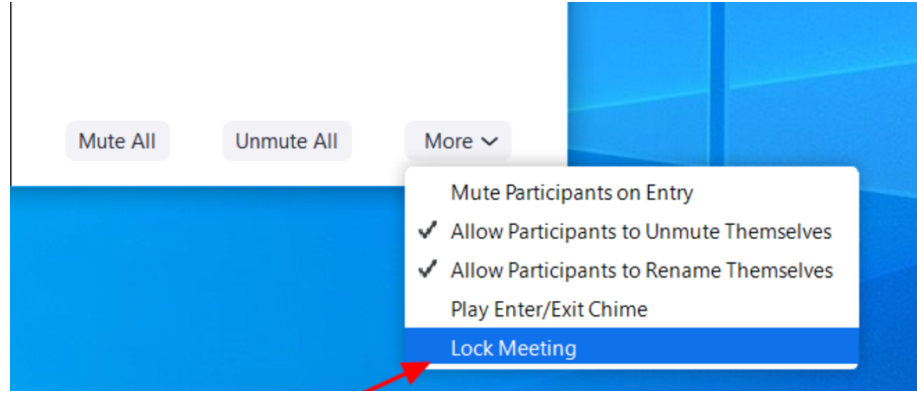 Mute All
Unmute All
More
Mute Participants on Entry
Allow Participants to Unmute Themselves
Allow Participants to Rename Themselves
Play Enter/Exit Chime
Lock Meeting